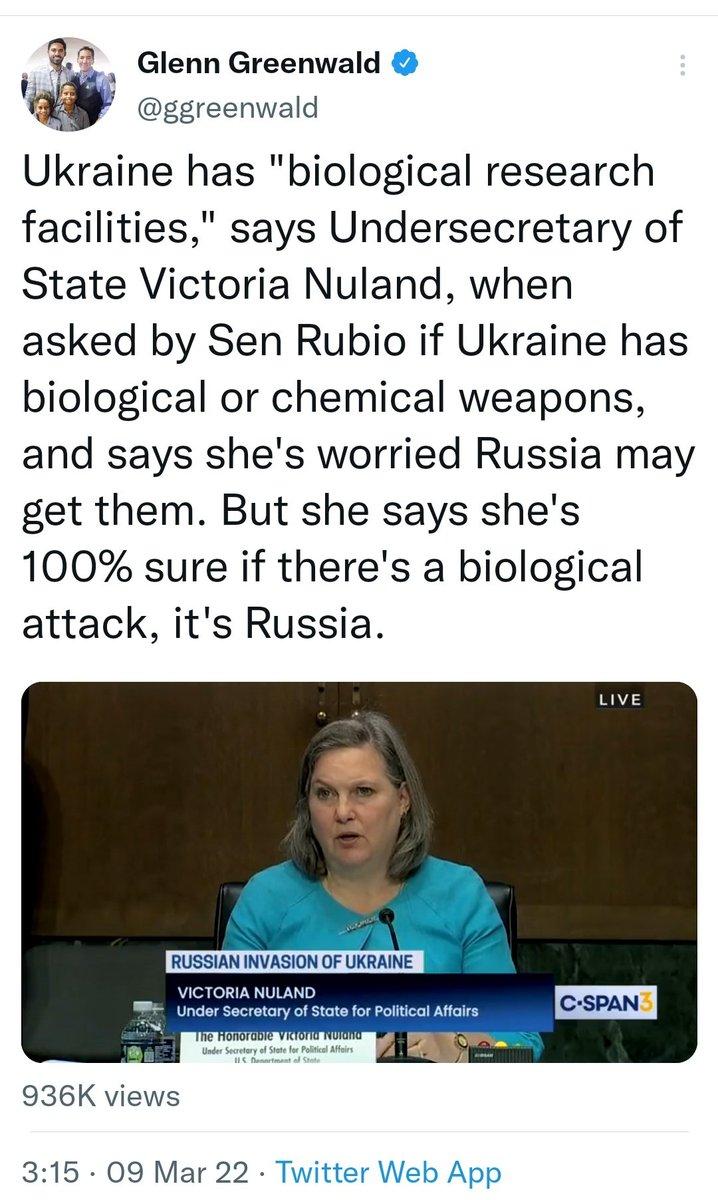 Glenn Greenwald
@ggreenwald
Ukraine has "biological research
facilities," says Undersecretary of
State Victoria Nuland, when
asked by Sen Rubio if Ukraine has
biological or chemical weapons,
and says she's worried Russia may
get them. But she says she's
100% sure if there's a biological
attack, it's Russia.
LIVE
RUSSIAN INVASION OF UKRAINE
VICTORIA NULAND
Under Secretary of State for Political Affairs
C-SPAN3
The Honorable Victoria Nuland
Under Secretary of State for Political Affairs
U.S. Department of State
936K views
3:15 · 09 Mar 22 · Twitter Web App